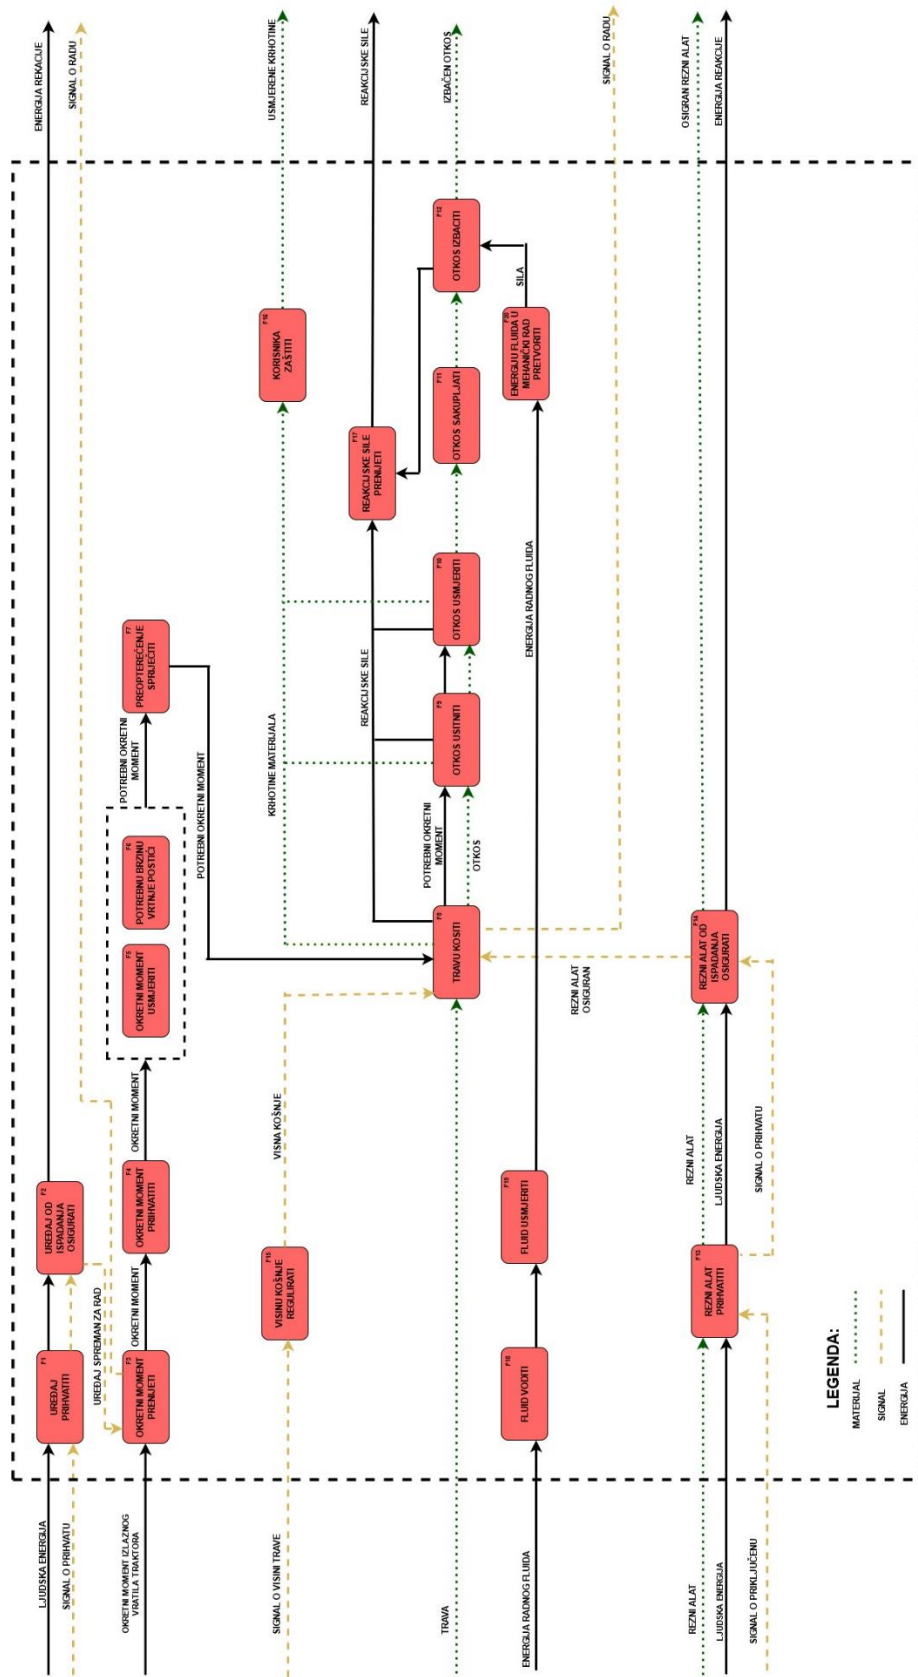 LJUDSKA ENERGIJA
SIGNAL O PRIHVATU
F1
UREĐAJ
PRIHVATITI
F2
UREĐAJ OD
ISPADANJA
OSIGURATI
ENERGIJA REKACIJE
SIGNAL O RADU
UREĐAJ SPREMAN ZA RAD
OKRETNI MOMENT IZLAZNOG
VRATILA TRAKTORA
F3
OKRETNI MOMENT
PRENIJETI
OKRETNI MOMENT
F4
OKRETNI MOMENT
PRIHVATITI
OKRETNI MOMENT
F5
OKRETNI MOMENT
USMJERITI
F6
POTREBNU BRZINU
VRTNJE POSTIĆI
POTREBNI OKRETNI
MOMENT
F7
PREOPTEREĆENJE
SPRIJEČITI
POTREBNI OKRETNI MOMENT
SIGNAL O VISINI TRAVE
F15
VISINU KOŠNJE
REGULIRATI
VISNA KOŠNJE
KRHOTINE MATERIJALA
F16
KORISNIKA
ZAŠTITI
USMJERENE KRHOTINE
REAKCIJSKE SILE
F17
REAKCIJSKE SILE
PRENIJETI
REAKCIJSKE SILE
TRAVA
F8
TRAVU KOSITI
POTREBNI OKRETNI
MOMENT
OTKOS
F9
OTKOS USITNITI
F10
OTKOS USMJERITI
F11
OTKOS SAKUPLJATI
F12
OTKOS IZBACITI
IZBAČEN OTKOS
ENERGIJA RADNOG FLUIDA
F18
FLUID VODITI
F19
FLUID USMJERITI
ENERGIJA RADNOG FLUIDA
F20
ENERGIJU FLUIDA U
MEHANIČKI RAD
PRETVORITI
SILA
REZNI ALAT
OSIGURAN
SIGNAL O RADU
REZNI ALAT
LJUDSKA ENERGIJA
SIGNAL O PRIKLJUČENU
F13
REZNI ALAT
PRIHVATITI
REZNI ALAT
LJUDSKA ENERGIJA
SIGNAL O PRIHVATU
F14
REZNI ALAT OD
ISPADANJA
OSIGURATI
OSIGRAN REZNI ALAT
ENERGIJA REAKCIJE
LEGENDA:
MATERIJAL
SIGNAL
ENERGIJA